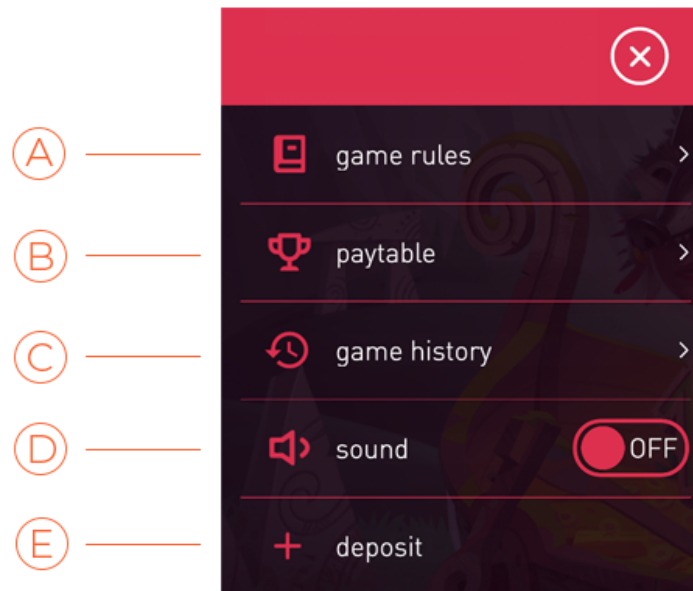 A game rules
B paytable
C game history
D sound OFF
E deposit